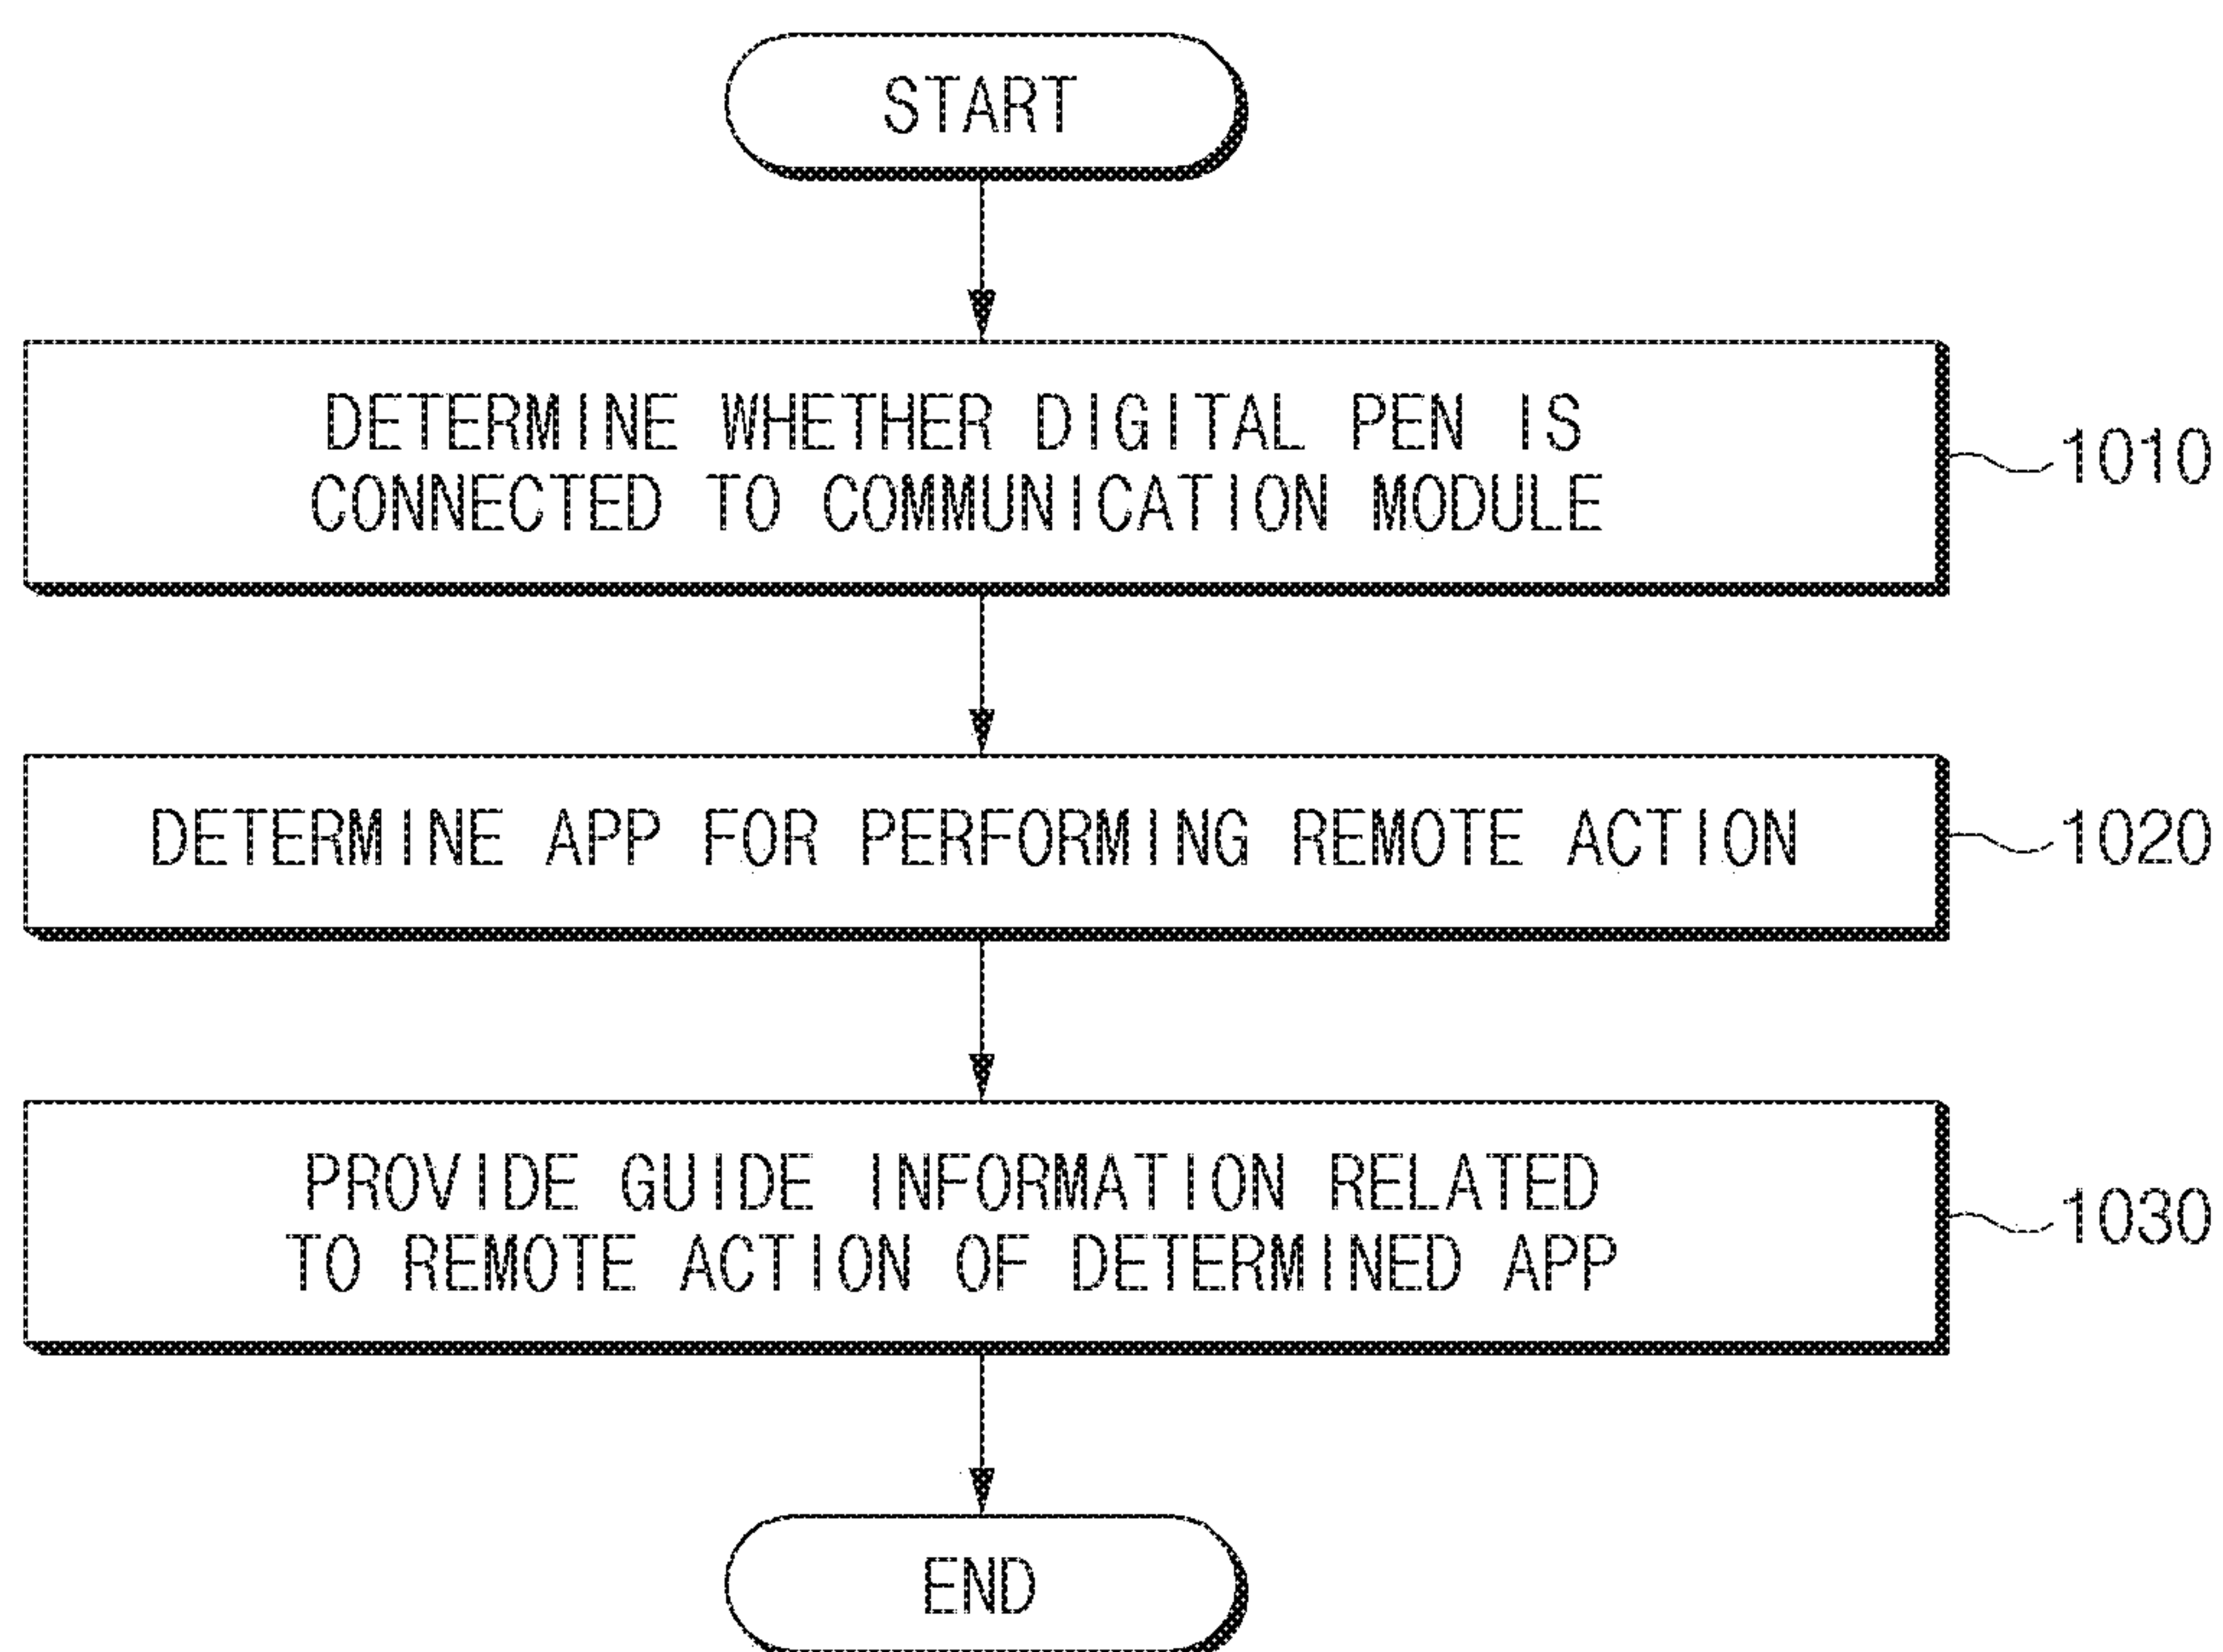 START
DETERMINE WHETHER DIGITAL PEN IS
CONNECTED TO COMMUNICATION MODULE
1010
DETERMINE APP FOR PERFORMING REMOTE ACTION
1020
PROVIDE GUIDE INFORMATION RELATED
TO REMOTE ACTION OF DETERMINED APP
1030
END